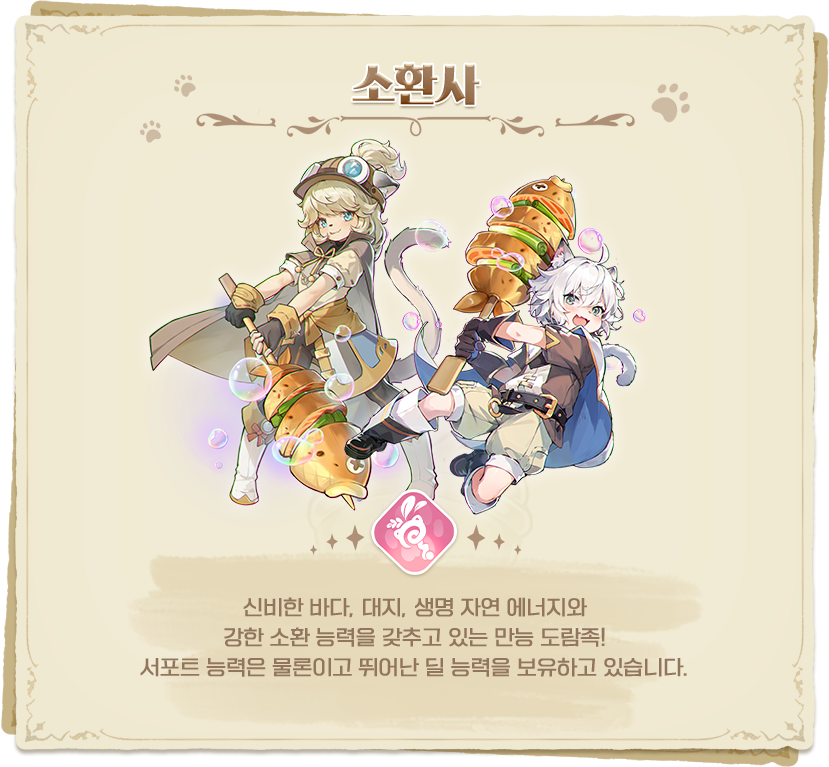 소환사
신비한 바다, 대지, 생명 자연 에너지와
강한 소환 능력을 갖추고 있는 만능 도람족!
서포트 능력은 물론이고 뛰어난 딜 능력을 보유하고 있습니다.